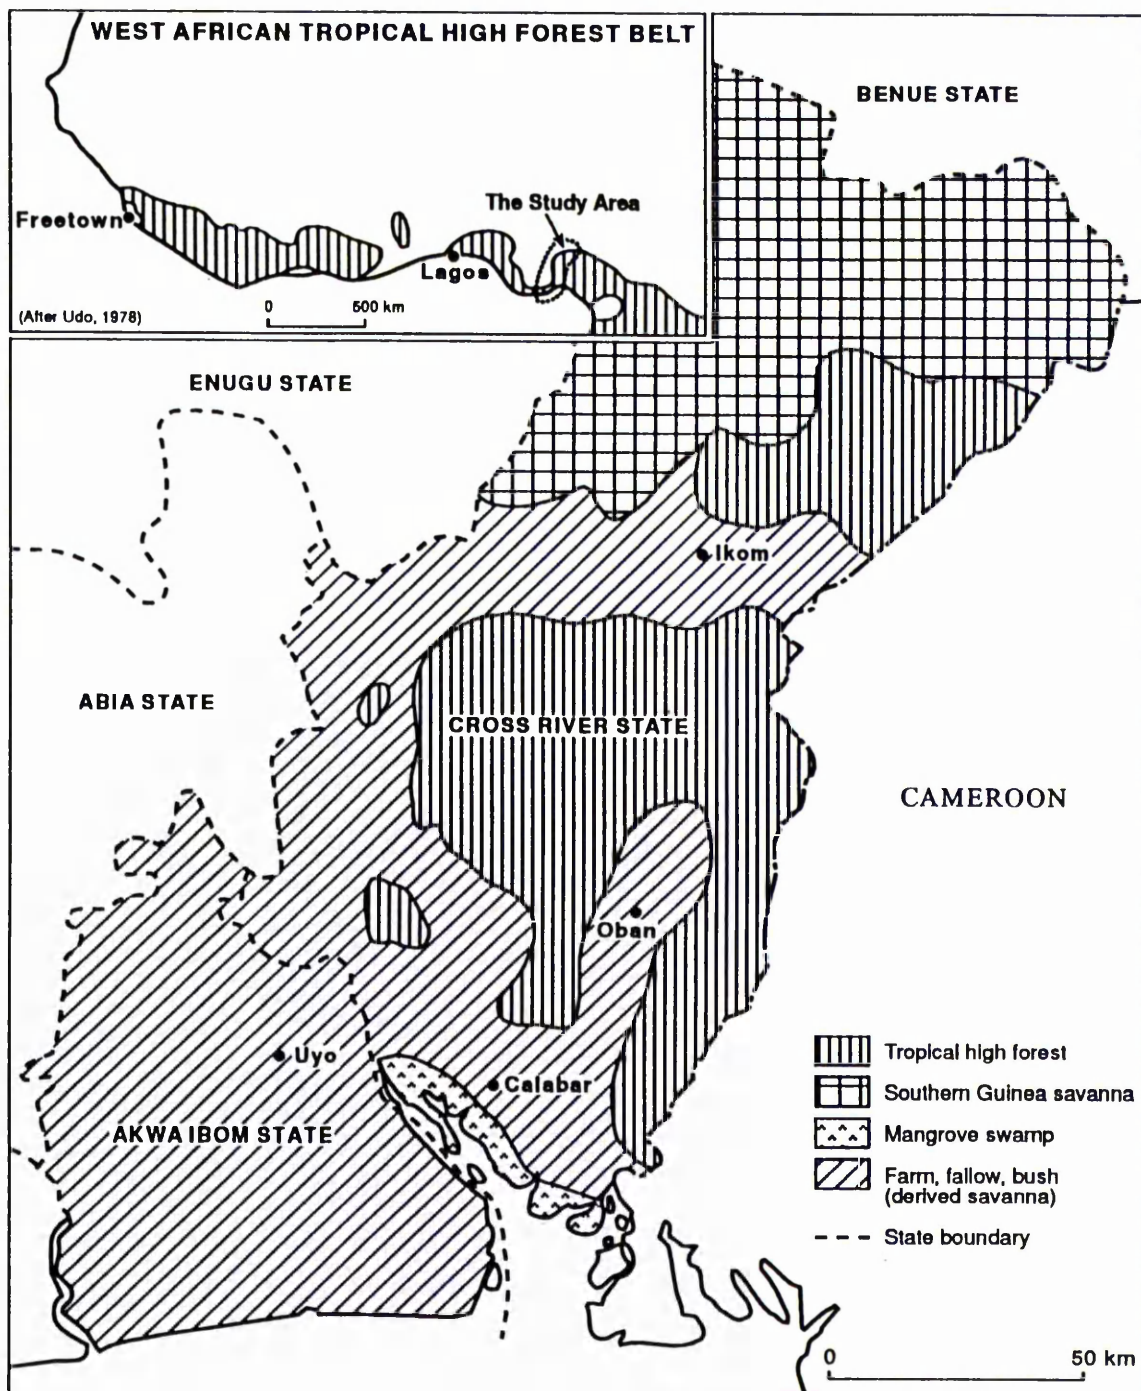 WEST AFRICAN TROPICAL HIGH FOREST BELT
BENUE STATE
The Study Area
Freetown
Lagos
0 500 km
(After Udo, 1978)
ENUGU STATE
Ikom
ABIA STATE
CROSS RIVER STATE
CAMEROON
Oban
Uyo
Calabar
AKWA IBOM STATE
Tropical high forest
Southern Guinea savanna
Mangrove swamp
Farm, fallow, bush
(derived savanna)
State boundary
0 50 km